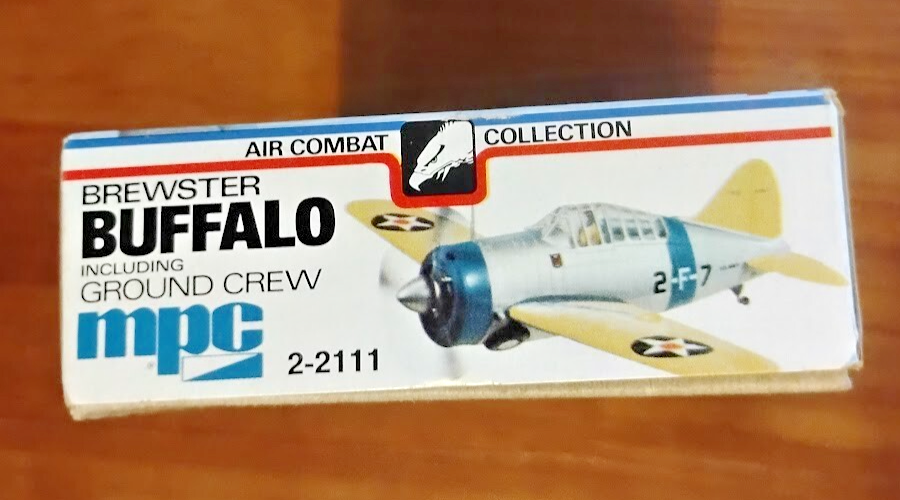 AIR COMBAT COLLECTION
BREWSTER
BUFFALO
INCLUDING
GROUND CREW
mpc
2-2111
2-F-7